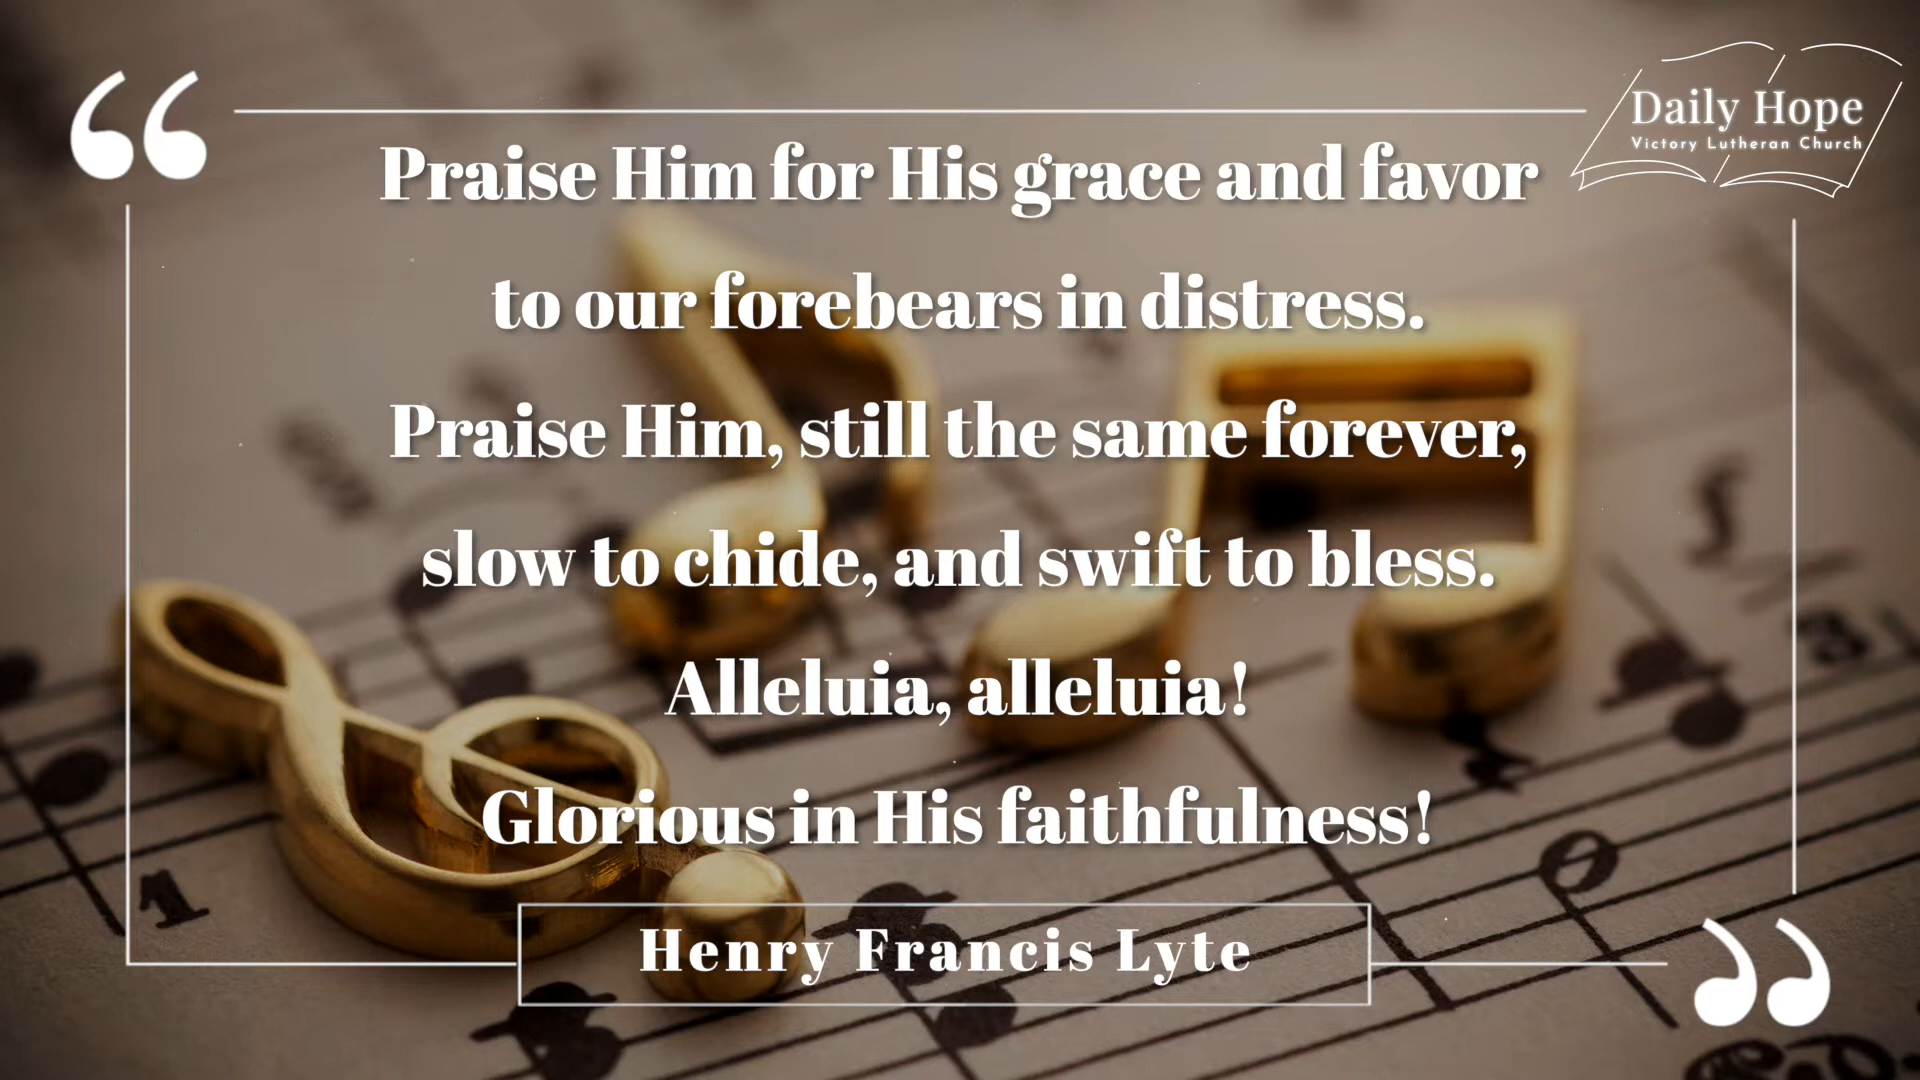 Daily Hope
Victory Lutheran Church
Praise Him for His grace and favor
to our forebears in distress.
Praise Him, still the same forever,
slow to chide, and swift to bless.
Alleluia, alleluia!
Glorious in His faithfulness!
Henry Francis Lyte
1
3